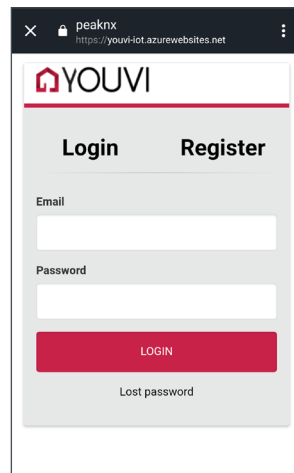 peaknx
https://youvi-iot.azurewebsites.net
YOUVI
Login Register
Email
Password
LOGIN
Lost password